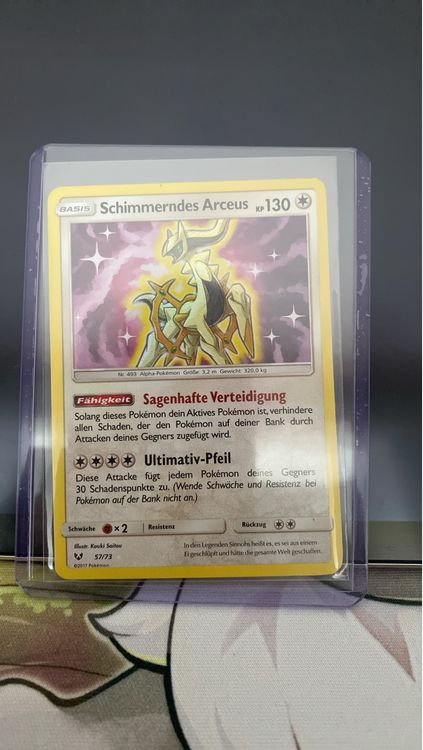 BASIS Schimmerndes Arceus KP 130
Nr. 493 Alpha-Pokémon Größe: 3,2 m Gewicht: 320,0 kg
Fähigkeit Sagenhafte Verteidigung
Solang dieses Pokémon dein Aktives Pokémon ist, verhindere
allen Schaden, der den Pokémon auf deiner Bank durch
Attacken deines Gegners zugefügt wird.
Ultimativ-Pfeil
Diese Attacke fügt jedem Pokémon deines Gegners
30 Schadenspunkte zu. (Wende Schwäche und Resistenz bei
Pokémon auf der Bank nicht an.)
Schwäche ×2 Resistenz Rückzug
Illustr. Kouki Saitou
57/73
©2017 Pokémon
In den Legenden Sinnohs heißt es, es sei aus einem
Ei geschlüpft und hätte die gesamte Welt geschaffen.